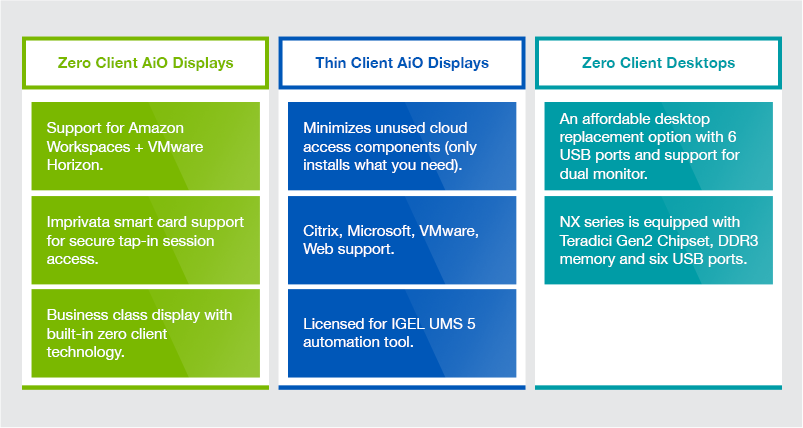 Zero Client AiO Displays
Support for Amazon
Workspaces + VMware
Horizon.
Imprivata smart card support
for secure tap-in session
access.
Business class display with
built-in zero client
technology.
Thin Client AiO Displays
Minimizes unused cloud
access components (only
installs what you need).
Citrix, Microsoft, VMware,
Web support.
Licensed for IGEL UMS 5
automation tool.
Zero Client Desktops
An affordable desktop
replacement option with 6
USB ports and support for
dual monitor.
NX series is equipped with
Teradici Gen2 Chipset, DDR3
memory and six USB ports.